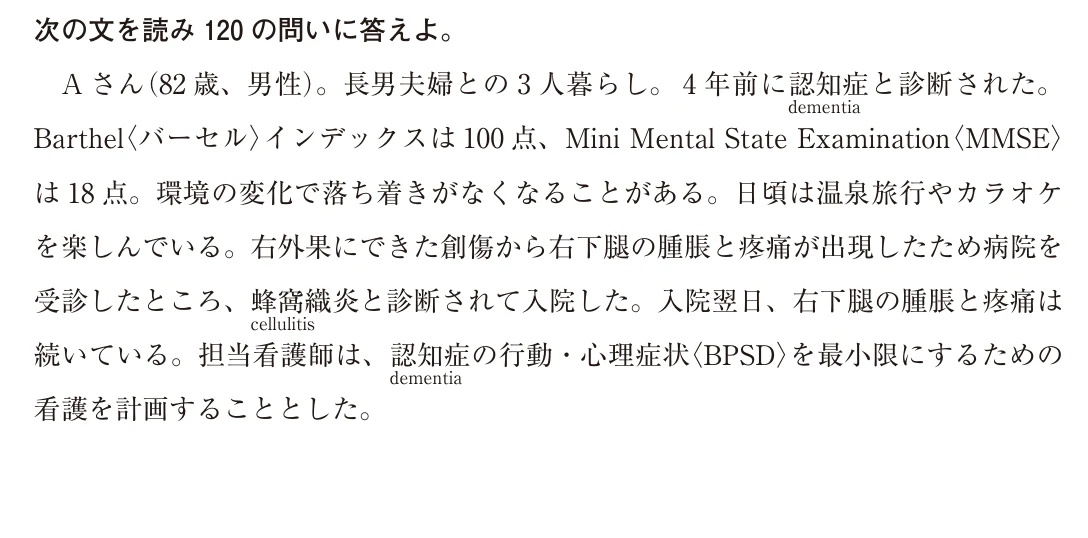 次の文を読み 120 の問いに答えよ。
A さん(82 歳、男性)。長男夫婦との 3 人暮らし。 4 年前に認知症と診断された。
dementia
Barthel〈バーセル〉インデックスは 100 点、Mini Mental State Examination〈MMSE〉
は 18 点。環境の変化で落ち着きがなくなることがある。日頃は温泉旅行やカラオケ
を楽しんでいる。右外果にできた創傷から右下腿の腫脹と疼痛が出現したため病院を
受診したところ、蜂窩織炎と診断されて入院した。入院翌日、右下腿の腫脹と疼痛は
cellulitis
続いている。担当看護師は、認知症の行動・心理症状〈BPSD〉を最小限にするための
dementia
看護を計画することとした。